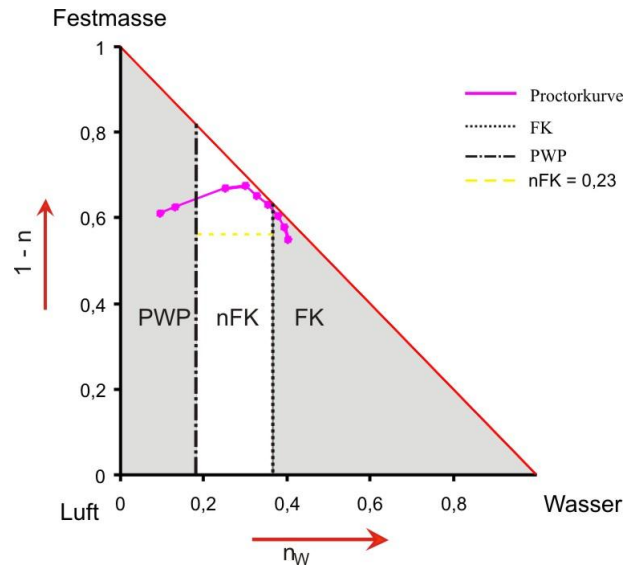 Festmasse
1
0,8
0,6
0,4
0,2
0
1 - n
Proctorkurve
FK
PWP
nFK = 0,23
PWP
nFK
FK
Luft
0
0,2
0,4
0,6
0,8
Wasser
nW